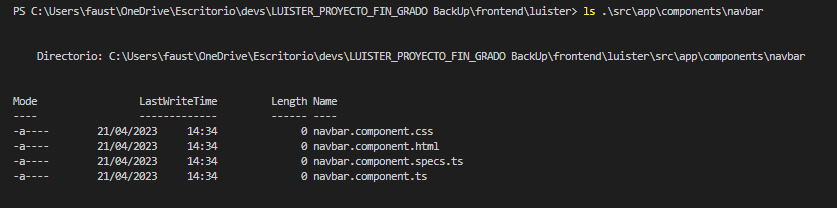 PS C:\Users\faust\OneDrive\Escritorio\devs\LUISTER_PROYECTO_FIN_GRADO BackUp\frontend\luister> ls .\src\app\components\navbar
Directorio: C:\Users\faust\OneDrive\Escritorio\devs\LUISTER_PROYECTO_FIN_GRADO BackUp\frontend\luister\src\app\components\navbar
Mode                 LastWriteTime         Length Name
----                 -------------         ------ ----
-a----        21/04/2023     14:34              0 navbar.component.css
-a----        21/04/2023     14:34              0 navbar.component.html
-a----        21/04/2023     14:34              0 navbar.component.specs.ts
-a----        21/04/2023     14:34              0 navbar.component.ts